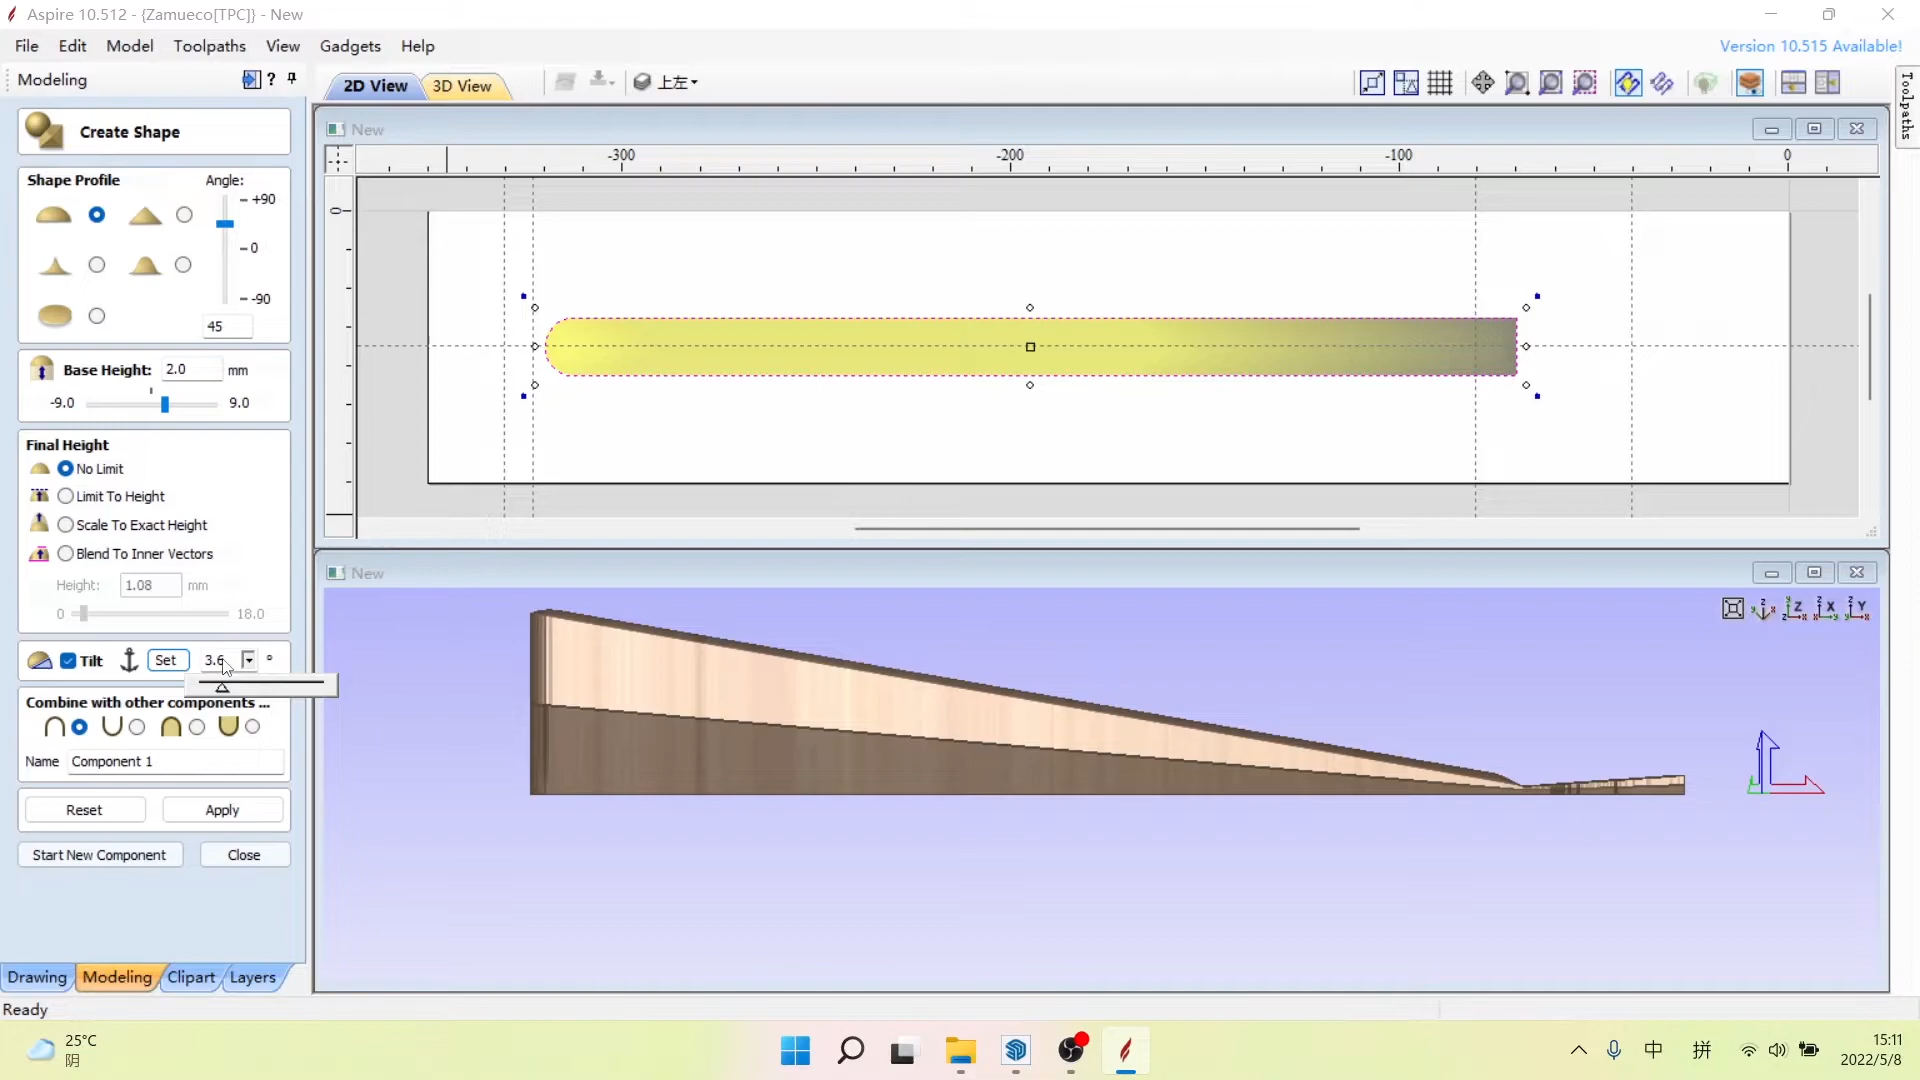 Aspire 10.512 - {Zamueco[TPC]} - New
File Edit Model Toolpaths View Gadgets Help
Version 10.515 Available!
Modeling
?
2D View
3D View
上左
Toolpaths
Create Shape
New
-300 -200 -100 0
0
Shape Profile
Angle:
+90
0
-90
45
Base Height: 2.0 mm
-9.0 9.0
Final Height
No Limit
Limit To Height
Scale To Exact Height
Blend To Inner Vectors
Height: 1.08 mm
0 18.0
New
Tilt Set 3.6 °
Combine with other components ...
Name Component 1
Reset Apply
Start New Component Close
Drawing Modeling Clipart Layers
Ready
25°C
阴
中
拼
15:11
2022/5/8